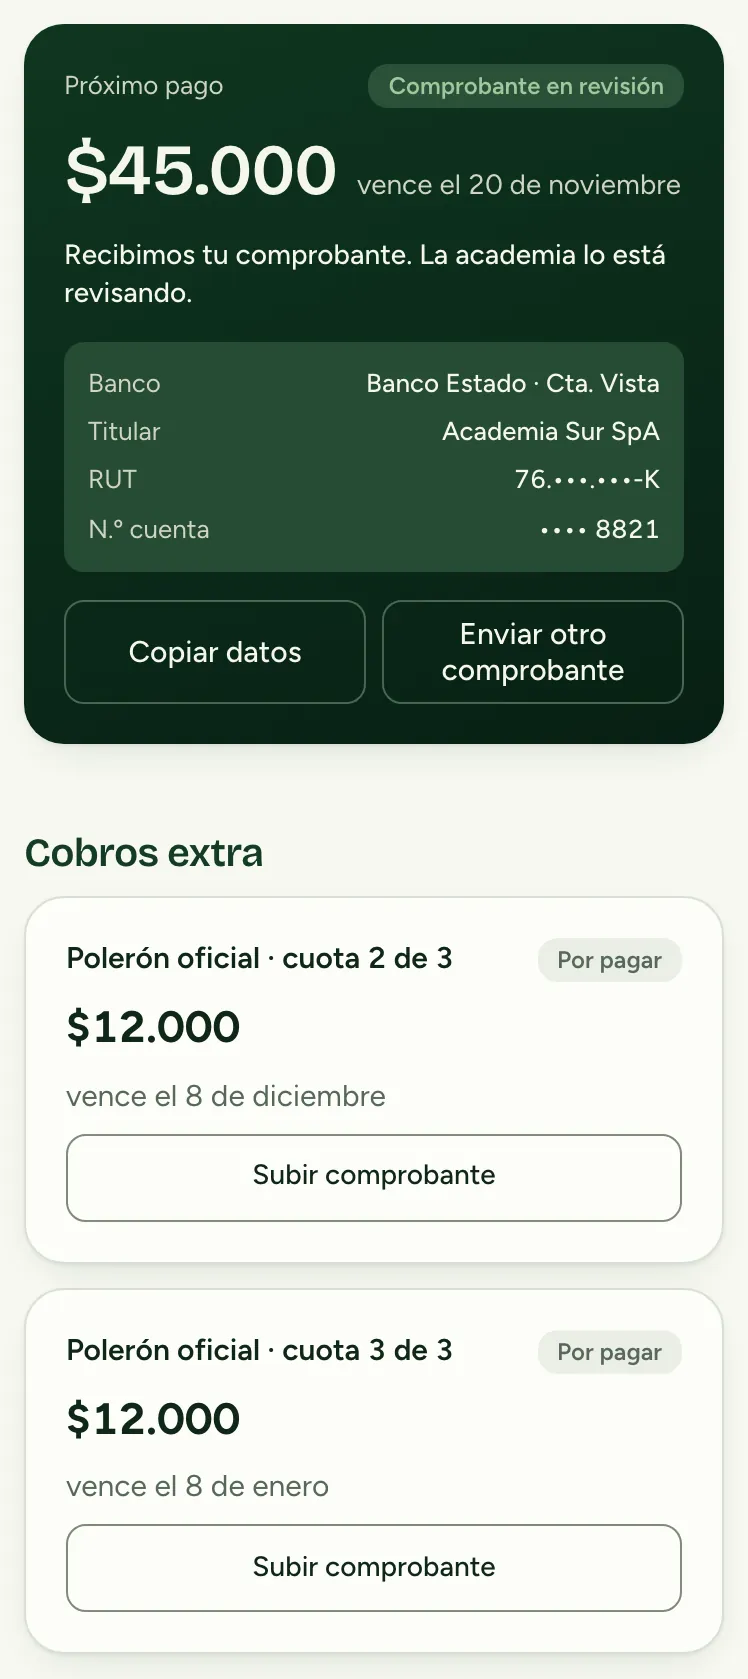 Próximo pago
Comprobante en revisión
$45.000 vence el 20 de noviembre
Recibimos tu comprobante. La academia lo está
revisando.
Banco Banco Estado · Cta. Vista
Titular Academia Sur SpA
RUT 76.•••.•••-K
N.º cuenta •••• 8821
Copiar datos
Enviar otro
comprobante
Cobros extra
Polerón oficial · cuota 2 de 3
Por pagar
$12.000
vence el 8 de diciembre
Subir comprobante
Polerón oficial · cuota 3 de 3
Por pagar
$12.000
vence el 8 de enero
Subir comprobante